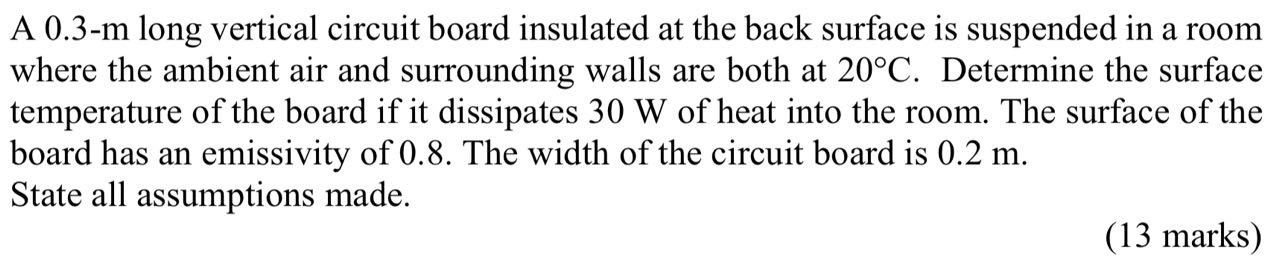 A 0.3-m long vertical circuit board insulated at the back surface is suspended in a room
where the ambient air and surrounding walls are both at 20°C. Determine the surface
temperature of the board if it dissipates 30 W of heat into the room. The surface of the
board has an emissivity of 0.8. The width of the circuit board is 0.2 m.
State all assumptions made.
(13 marks)